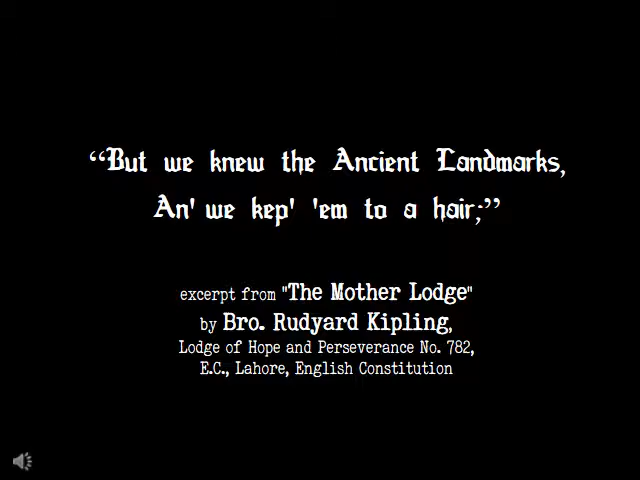 “But we knew the Ancient Landmarks,
An' we kep' 'em to a hair;”
excerpt from "The Mother Lodge"
by Bro. Rudyard Kipling,
Lodge of Hope and Perseverance No. 782,
E.C., Lahore, English Constitution